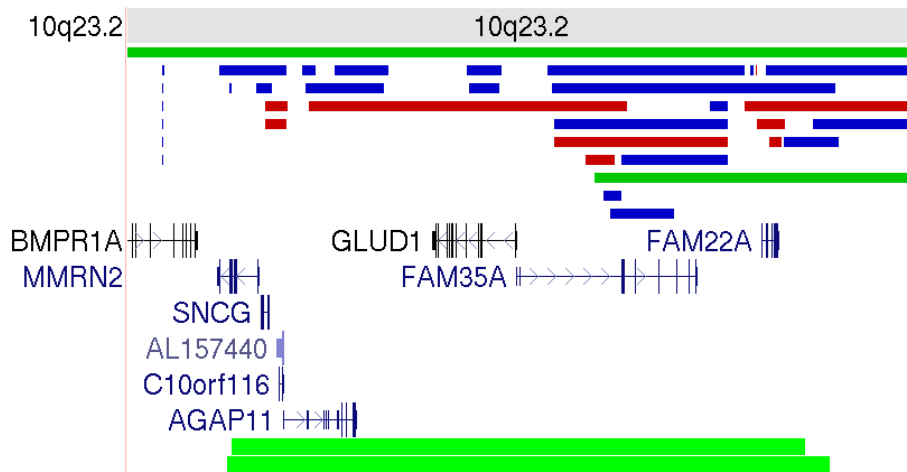 10q23.2 10q23.2
BMPR1A GLUD1 FAM22A
MMRN2 FAM35A
SNCG
AL157440
C10orf116
AGAP11